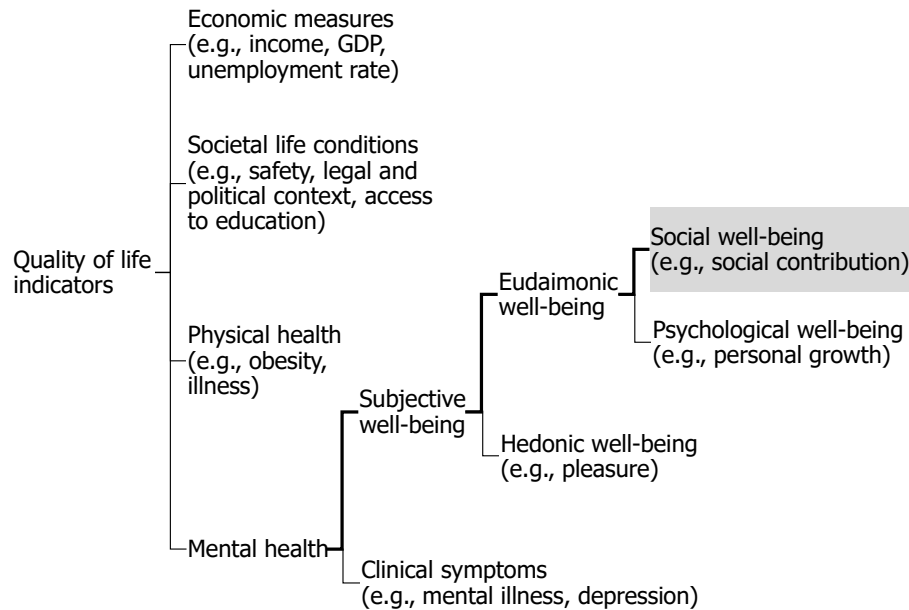 Economic measures
(e.g., income, GDP,
unemployment rate)
Societal life conditions
(e.g., safety, legal and
political context, access
to education)
Quality of life
indicators
Physical health
(e.g., obesity,
illness)
Mental health
Subjective
well-being
Clinical symptoms
(e.g., mental illness, depression)
Eudaimonic
well-being
Hedonic well-being
(e.g., pleasure)
Social well-being
(e.g., social contribution)
Psychological well-being
(e.g., personal growth)